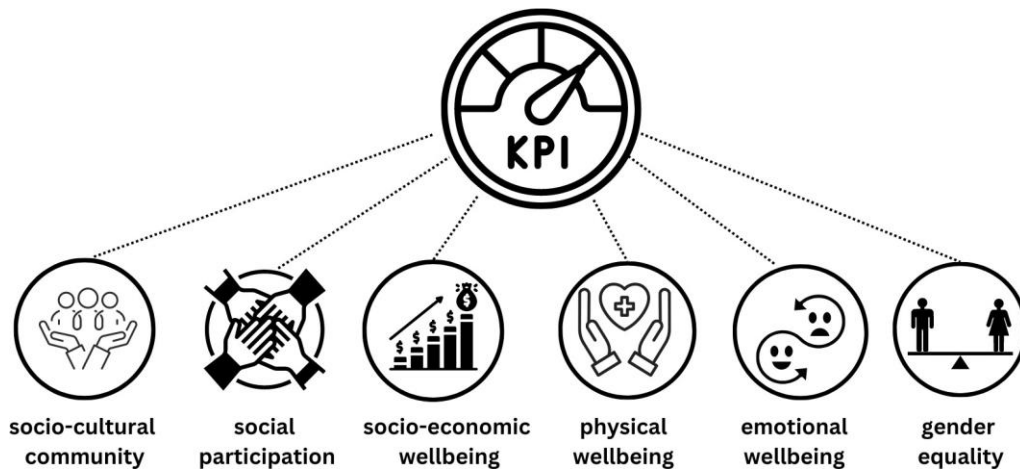 KPI
socio-cultural
community
social
participation
socio-economic
wellbeing
physical
wellbeing
emotional
wellbeing
gender
equality
$ $ $ $ $